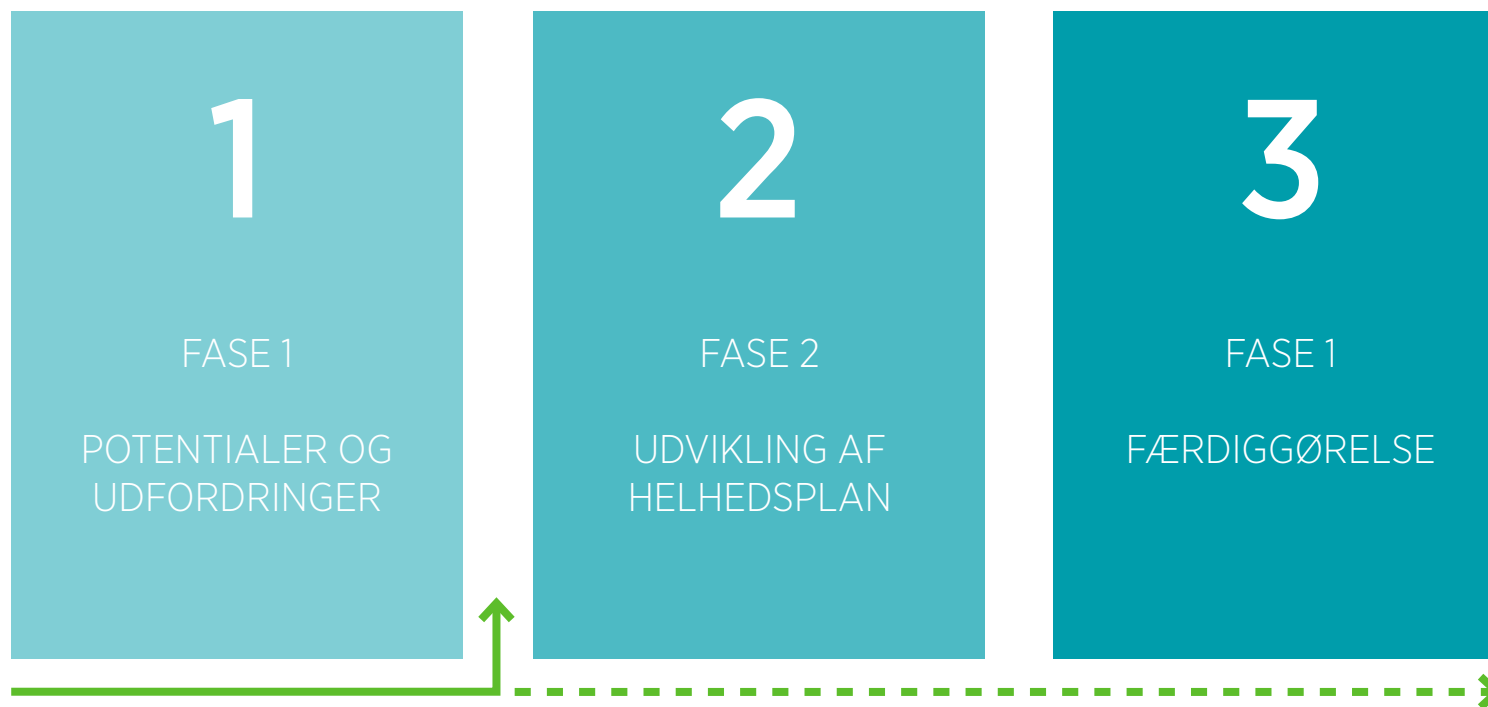 1
FASE 1
POTENTIALER OG
UDFORDRINGER
2
FASE 2
UDVIKLING AF
HELHEDSPLAN
3
FASE 1
FÆRDIGGØRELSE